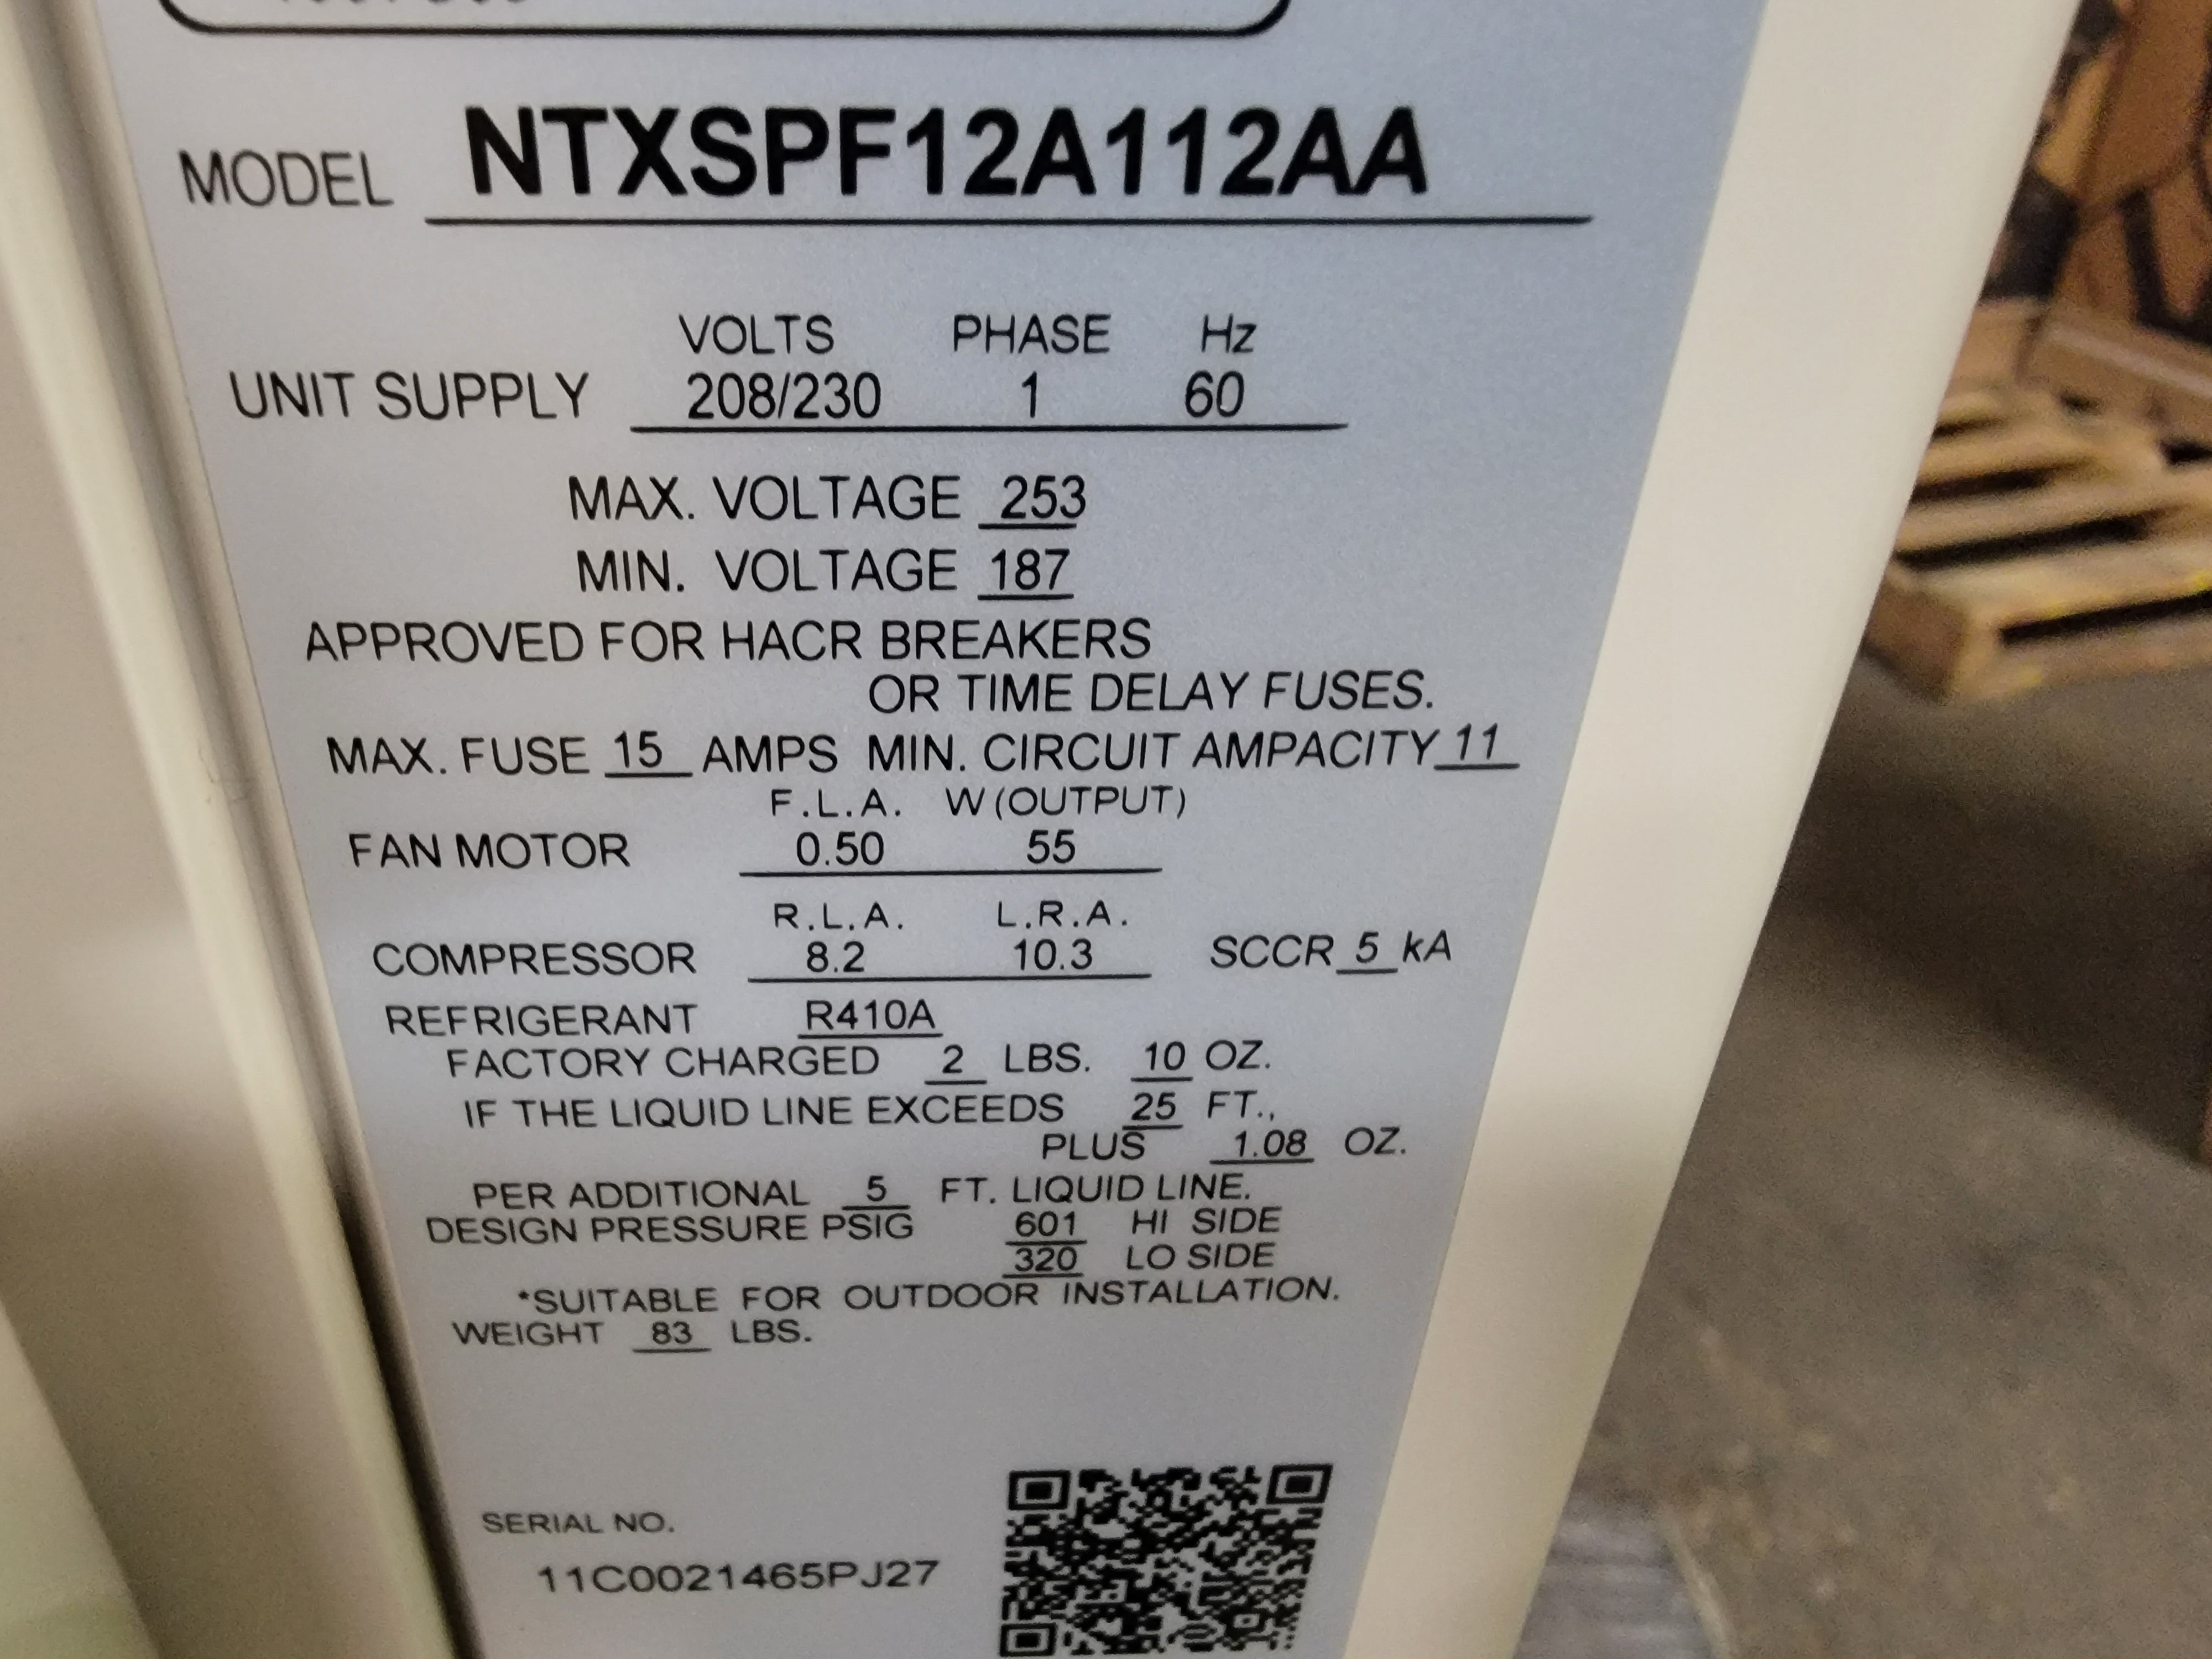 MODEL NTXSPF12A112AA
VOLTS PHASE Hz
UNIT SUPPLY 208/230 1 60
MAX. VOLTAGE 253
MIN. VOLTAGE 187
APPROVED FOR HACR BREAKERS
OR TIME DELAY FUSES.
MAX. FUSE 15 AMPS MIN. CIRCUIT AMPACITY 11
F.L.A. W(OUTPUT)
FAN MOTOR 0.50 55
R.L.A. L.R.A.
COMPRESSOR 8.2 10.3 SCCR 5 kA
REFRIGERANT R410A
FACTORY CHARGED 2 LBS. 10 OZ.
IF THE LIQUID LINE EXCEEDS 25 FT.,
PLUS 1.08 OZ.
PER ADDITIONAL 5 FT. LIQUID LINE.
DESIGN PRESSURE PSIG 601 HI SIDE
320 LO SIDE
*SUITABLE FOR OUTDOOR INSTALLATION.
WEIGHT 83 LBS.
SERIAL NO.
11C0021465PJ27